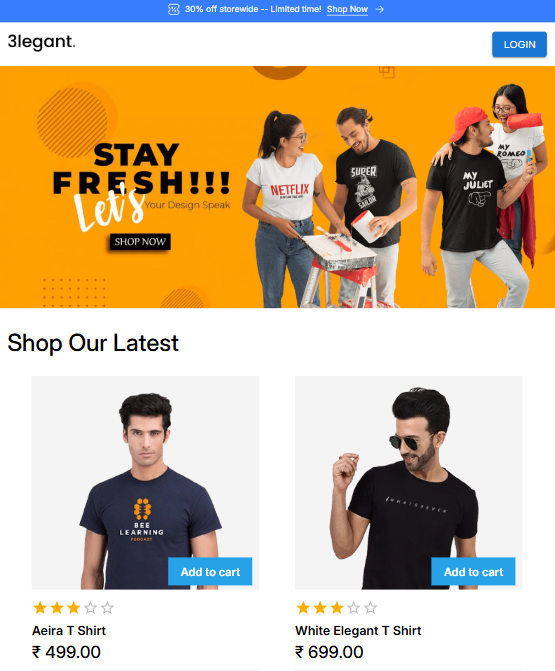 30% off storewide -- Limited time! Shop Now
3legant.
LOGIN
STAY
FRESH!!!
Let's Your Design Speak
SHOP NOW
NETFLIX
SUPER
SAILOR
MY
JULIET
MY
ROMEO
Shop Our Latest
BEE
LEARNING
PODCAST
Add to cart
WHATSOEVER
Add to cart
Aeira T Shirt
₹ 499.00
White Elegant T Shirt
₹ 699.00